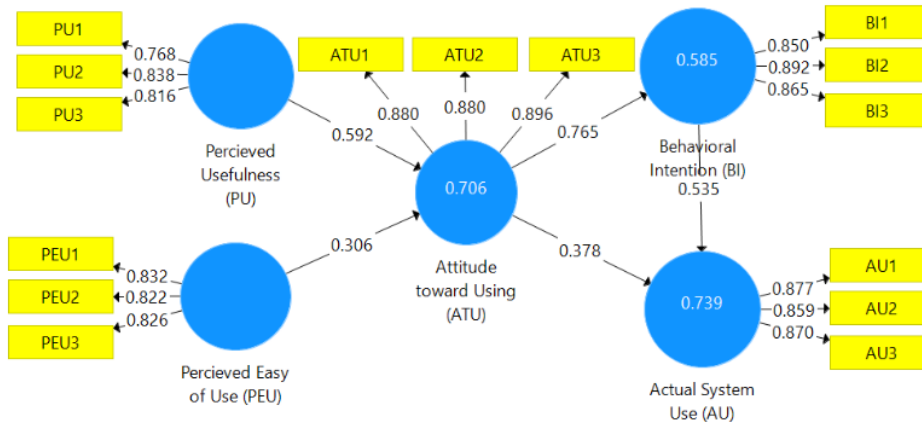 PU1
PU2
PU3
0.768
0.838
0.816
Percieved
Usefulness
(PU)
0.592
ATU1
ATU2
ATU3
0.880
0.880
0.896
0.706
Attitude
toward Using
(ATU)
0.765
0.585
Behavioral
Intention (BI)
0.850
0.892
0.865
BI1
BI2
BI3
0.535
PEU1
PEU2
PEU3
0.832
0.822
0.826
Percieved Easy
of Use (PEU)
0.306
0.378
0.739
Actual System
Use (AU)
0.877
0.859
0.870
AU1
AU2
AU3